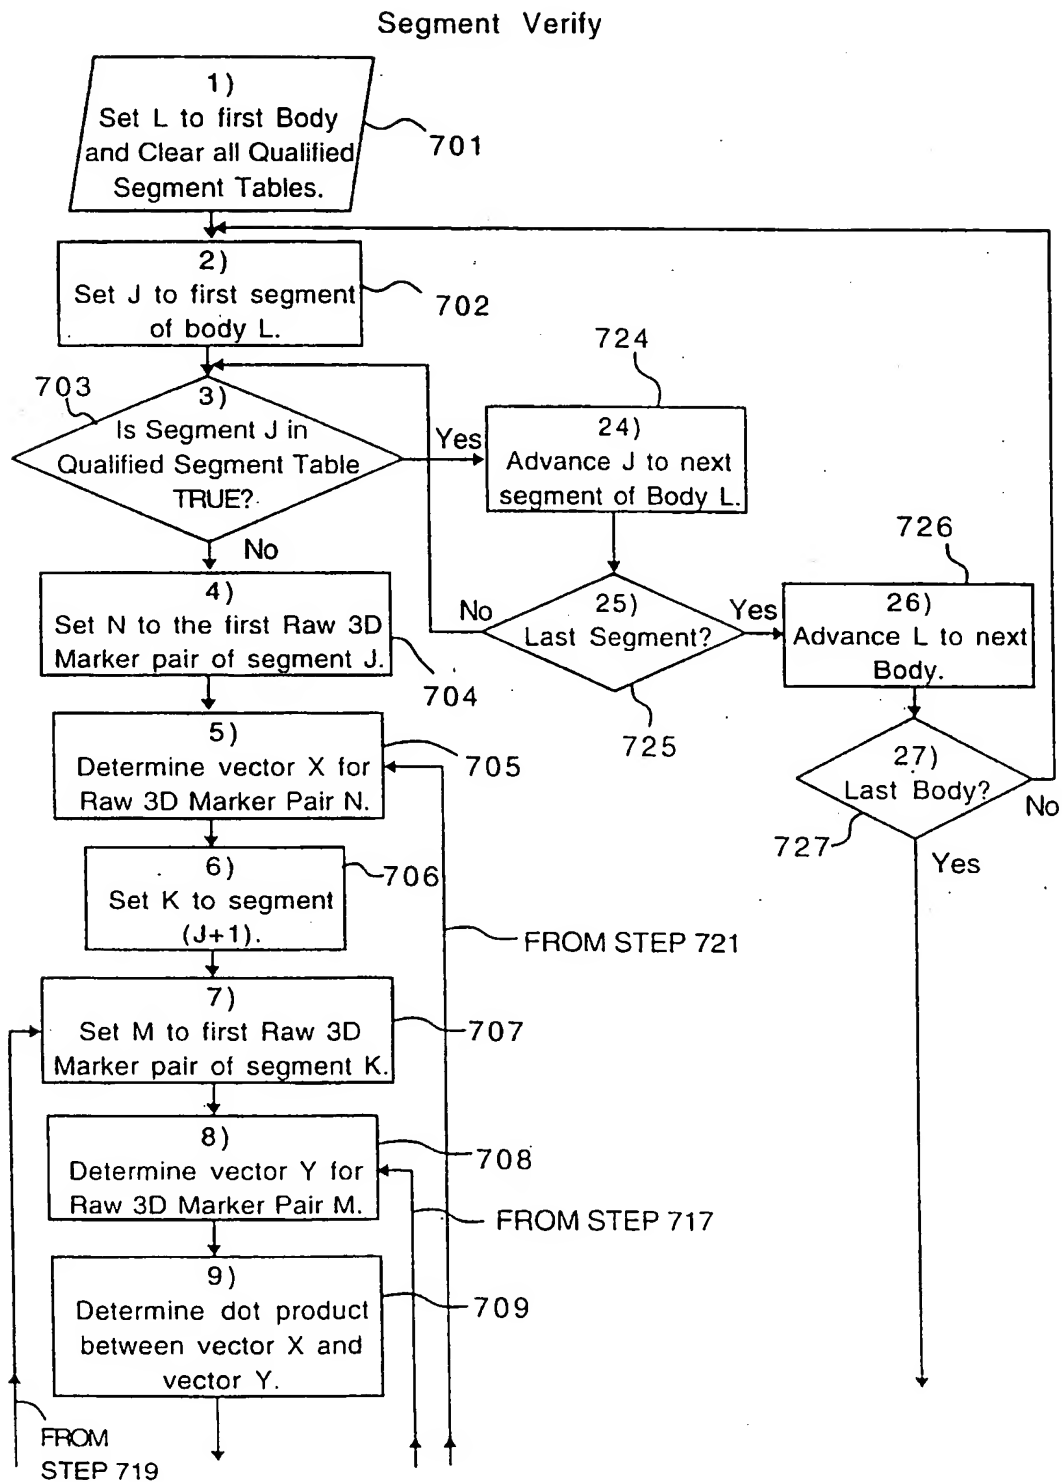 Segment Verify
1)
Set L to first Body
and Clear all Qualified
Segment Tables.
701
2)
Set J to first segment
of body L.
702
703
3)
Is Segment J in
Qualified Segment Table
TRUE?
Yes
No
724
24)
Advance J to next
segment of Body L.
4)
Set N to the first Raw 3D
Marker pair of segment J.
704
No
25)
Last Segment?
Yes
725
726
26)
Advance L to next
Body.
5)
Determine vector X for
Raw 3D Marker Pair N.
705
27)
Last Body?
No
727
Yes
6)
Set K to segment
(J+1).
706
FROM STEP 721
7)
Set M to first Raw 3D
Marker pair of segment K.
707
8)
Determine vector Y for
Raw 3D Marker Pair M.
708
FROM STEP 717
9)
Determine dot product
between vector X and
vector Y.
709
FROM
STEP 719